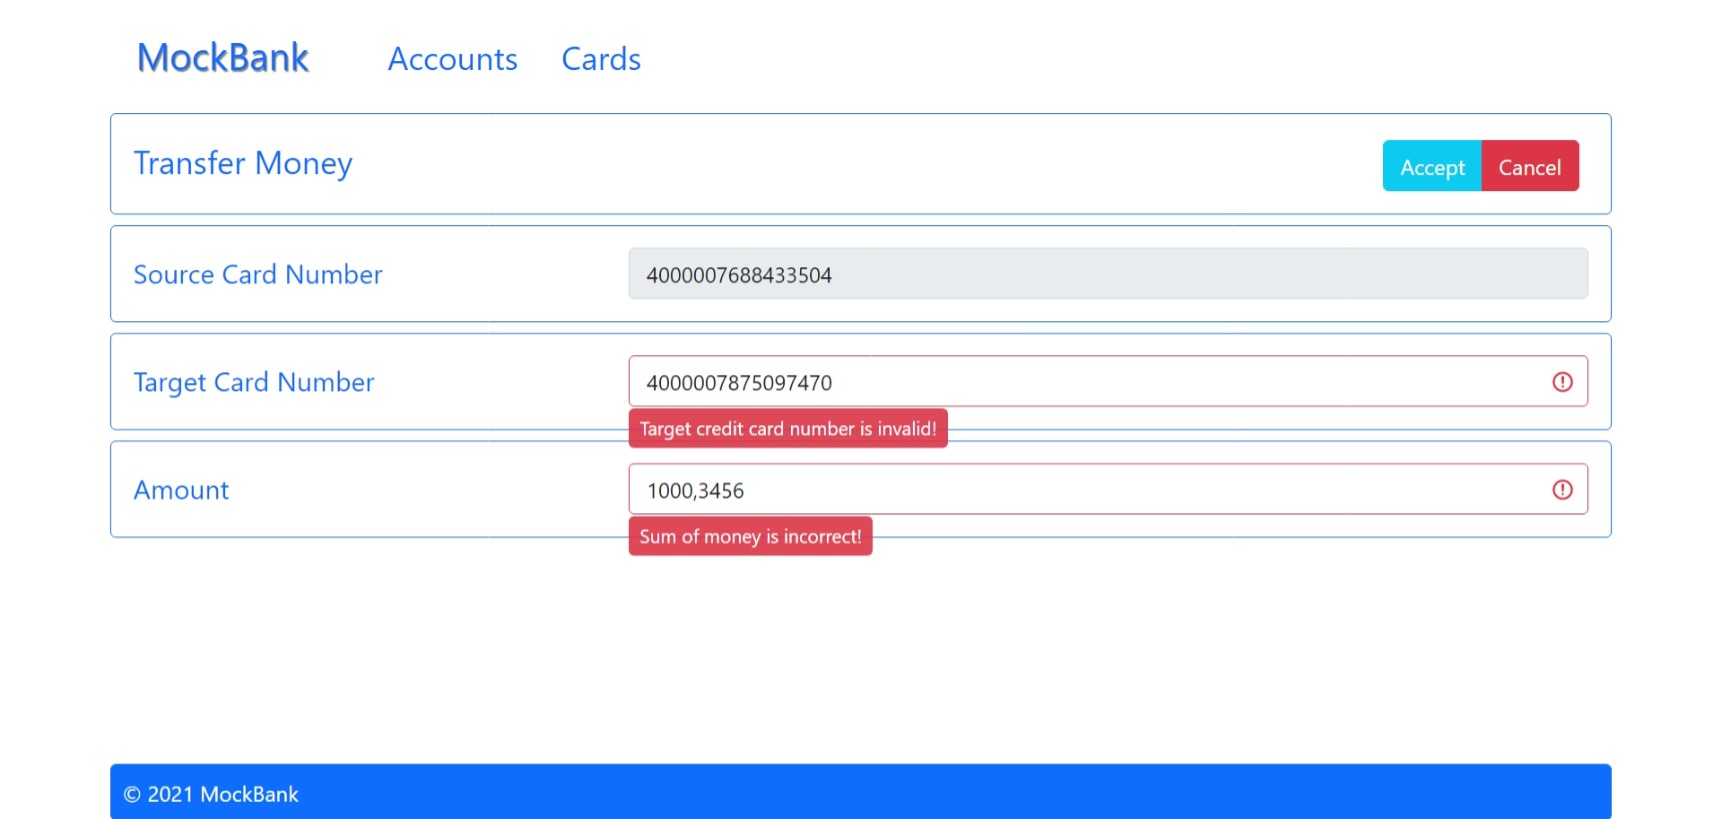 MockBank Accounts Cards
Transfer Money Accept Cancel
Source Card Number 4000007688433504
Target Card Number 4000007875097470
Target credit card number is invalid!
Amount 1000,3456
Sum of money is incorrect!
© 2021 MockBank